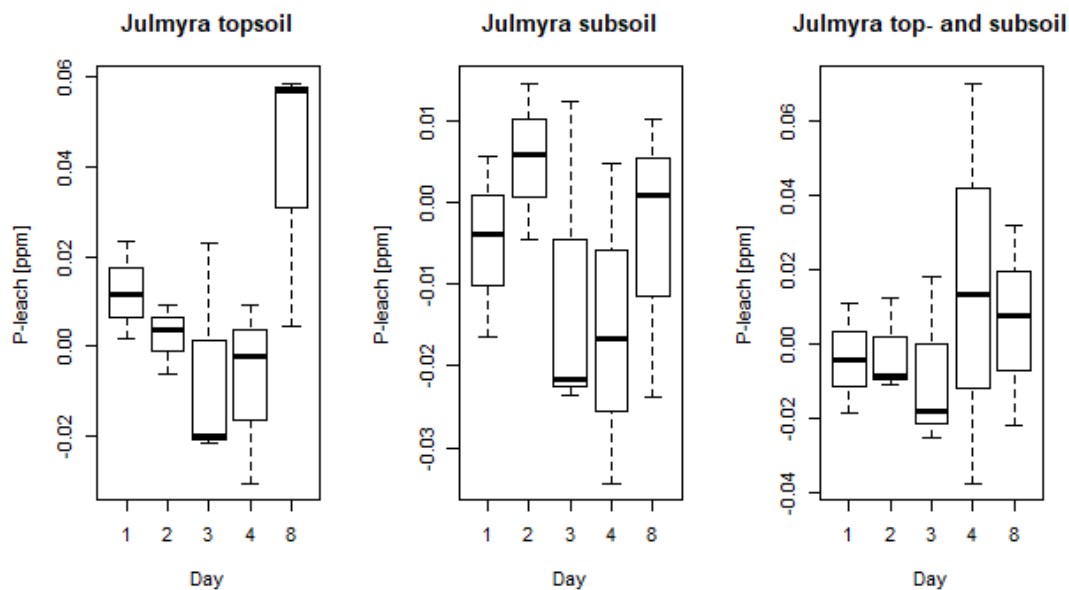 Julmyra topsoil
P-leach [ppm]
0.06
0.04
0.02
0.00
-0.02
1 2 3 4 8
Day
Julmyra subsoil
P-leach [ppm]
0.01
0.00
-0.01
-0.02
-0.03
1 2 3 4 8
Day
Julmyra top- and subsoil
P-leach [ppm]
0.06
0.04
0.02
0.00
-0.02
-0.04
1 2 3 4 8
Day